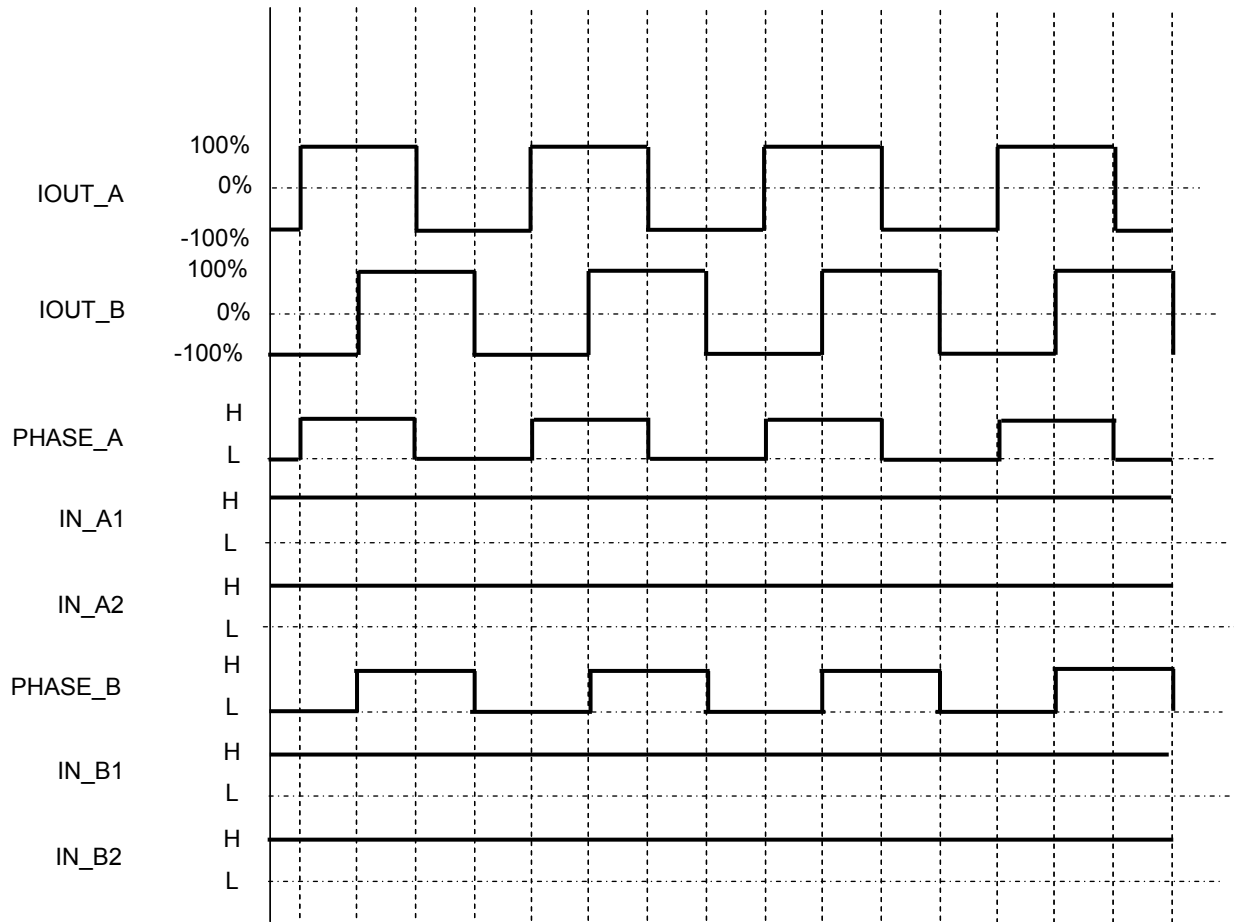 100%
IOUT_A
0%
-100%
100%
IOUT_B
0%
-100%
H
PHASE_A
L
H
IN_A1
L
H
IN_A2
L
H
PHASE_B
L
H
IN_B1
L
H
IN_B2
L